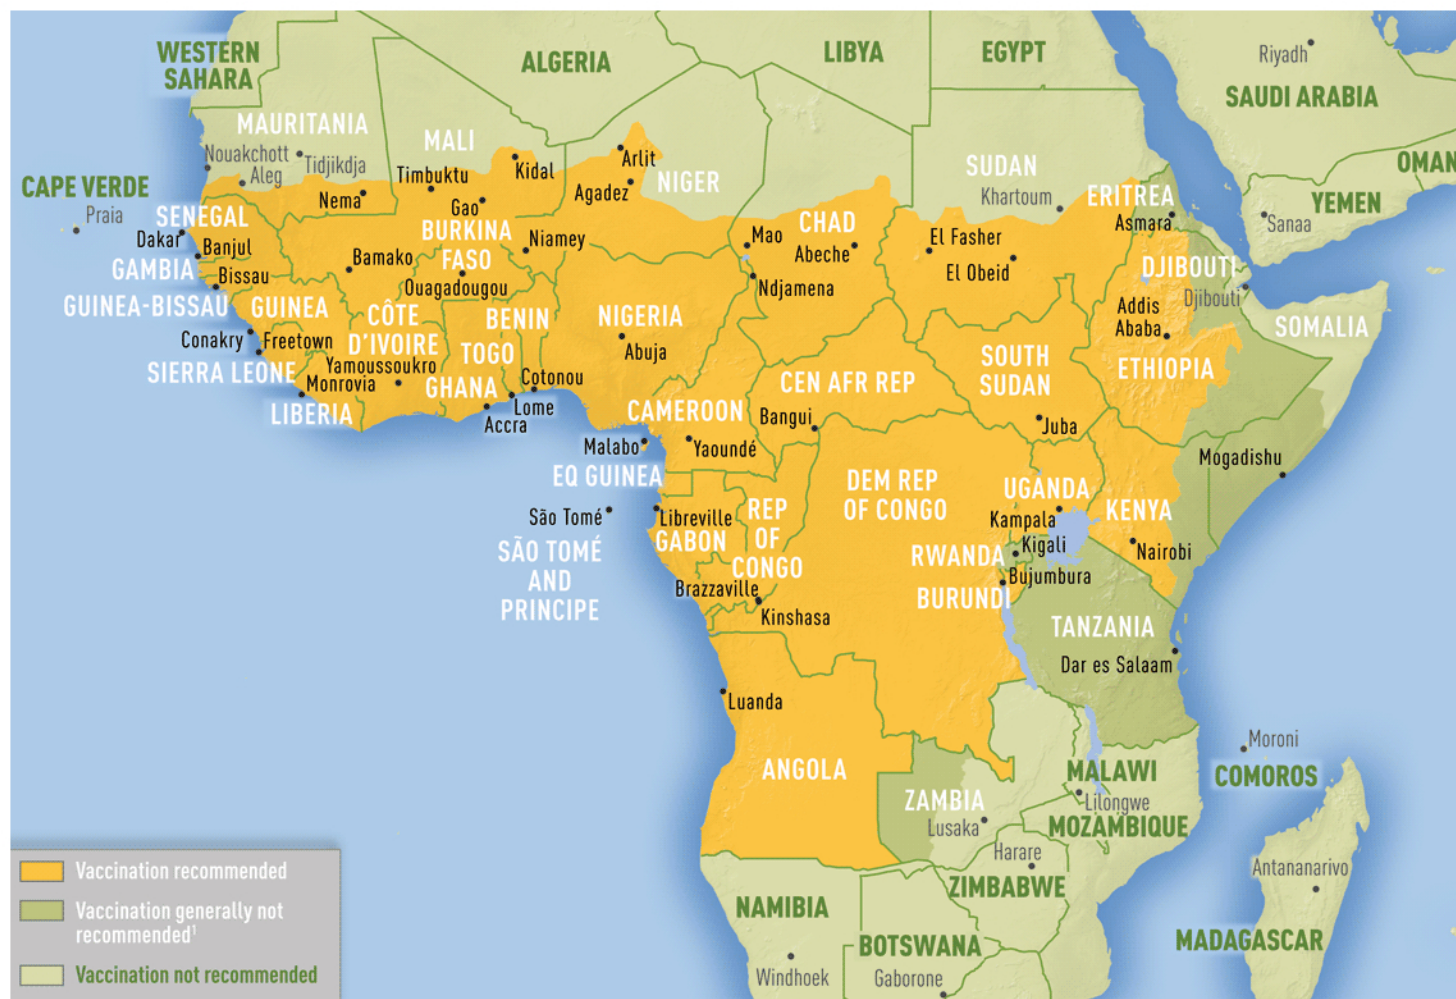 WESTERN
SAHARA
ALGERIA
LIBYA
EGYPT
Riyadh
SAUDI ARABIA
OMAN
YEMEN
Sanaa
MAURITANIA
Nouakchott
Tidjikdja
Aleg
Nema
MALI
Timbuktu
Kidal
Gao
Arlit
Agadez
NIGER
SUDAN
Khartoum
ERITREA
Asmara
CAPE VERDE
Praia
SENEGAL
Dakar
Banjul
GAMBIA
Bissau
GUINEA-BISSAU
GUINEA
Bamako
BURKINA
FASO
Ouagadougou
Niamey
CHAD
Mao
Abeche
Ndjamena
El Fasher
El Obeid
DJIBOUTI
Djibouti
Addis
Ababa
ETHIOPIA
SOMALIA
Conakry
Freetown
SIERRA LEONE
CÔTE
D'IVOIRE
Yamoussoukro
Monrovia
LIBERIA
BENIN
TOGO
GHANA
Cotonou
Lome
Accra
NIGERIA
Abuja
CAMEROON
Yaoundé
Malabo
EQ GUINEA
CEN AFR REP
Bangui
SOUTH
SUDAN
Juba
Mogadishu
São Tomé
SÃO TOMÉ
AND
PRINCIPE
Libreville
GABON
REP
OF
CONGO
Brazzaville
Kinshasa
DEM REP
OF CONGO
UGANDA
Kampala
KENYA
Nairobi
RWANDA
Kigali
Bujumbura
BURUNDI
TANZANIA
Dar es Salaam
Luanda
ANGOLA
ZAMBIA
Lusaka
MALAWI
Lilongwe
MOZAMBIQUE
Moroni
COMOROS
Harare
ZIMBABWE
NAMIBIA
Windhoek
BOTSWANA
Gaborone
Antananarivo
MADAGASCAR
Vaccination recommended
Vaccination generally not
recommended¹
Vaccination not recommended